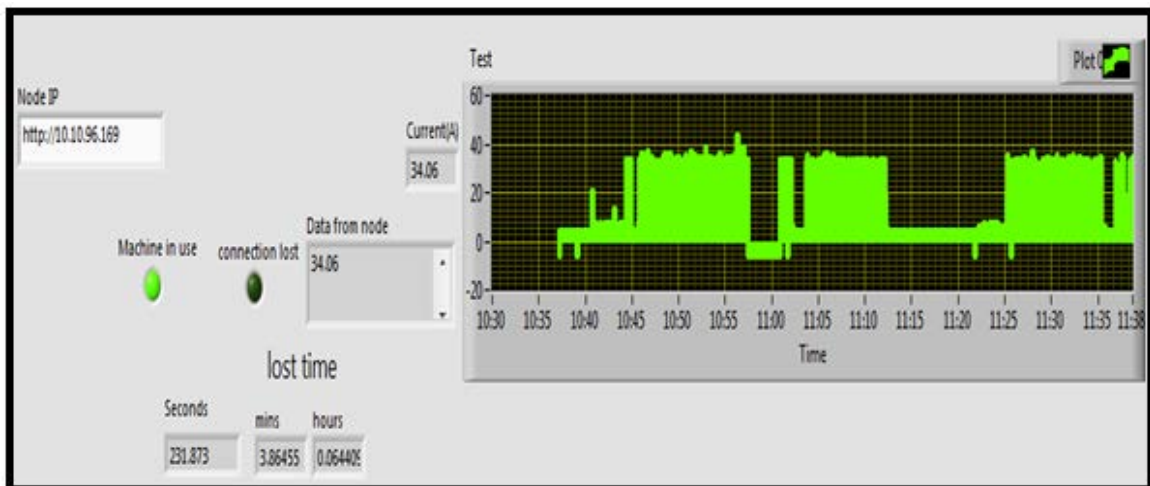 Node IP
http://10.10.96.169
Current(A)
34.06
Machine in use
connection lost
Data from node
34.06
lost time
Seconds
mins
hours
231.873
3.86455
Test
Plot
60
40
20
0
-20
10:30 10:35 10:40 10:45 10:50 10:55 11:00 11:05 11:10 11:15 11:20 11:25 11:30 11:35 11:38
Time